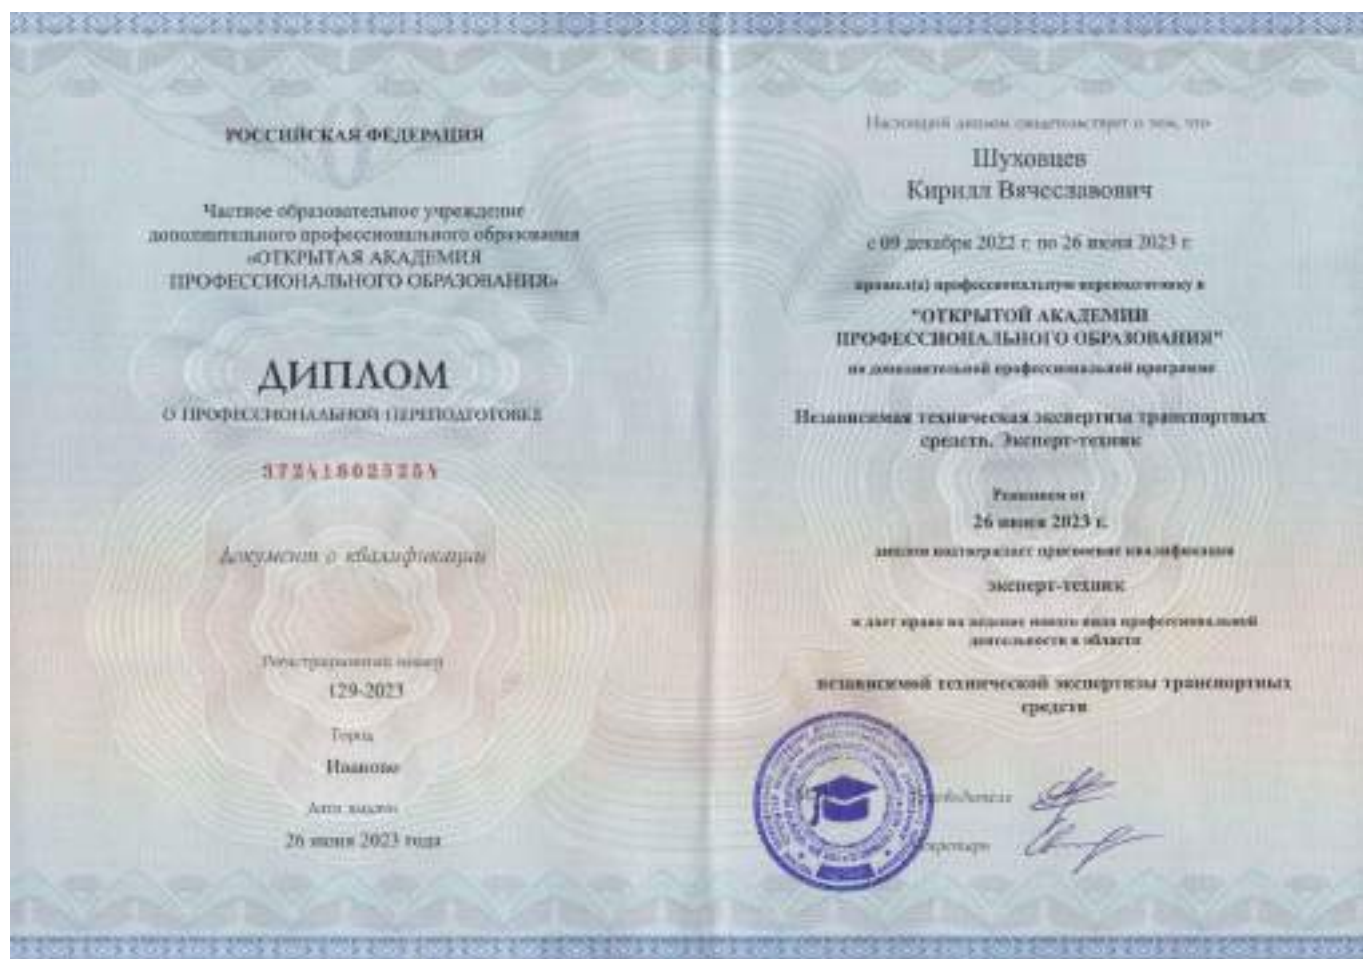 РОССИЙСКАЯ ФЕДЕРАЦИЯ
Частное образовательное учреждение
дополнительного профессионального образования
«ОТКРЫТАЯ АКАДЕМИЯ
ПРОФЕССИОНАЛЬНОГО ОБРАЗОВАНИЯ»
ДИПЛОМ
О ПРОФЕССИОНАЛЬНОЙ ПЕРЕПОДГОТОВКЕ
372418025254
Документ о квалификации
Регистрационный номер
129-2023
Город
Иваново
Дата выдачи
26 июня 2023 года
Настоящий диплом свидетельствует о том, что
Шуховцев
Кирилл Вячеславович
с 09 декабря 2022 г. по 26 июня 2023 г.
прошел(а) профессиональную переподготовку в
"ОТКРЫТОЙ АКАДЕМИИ
ПРОФЕССИОНАЛЬНОГО ОБРАЗОВАНИЯ"
по дополнительной профессиональной программе
Независимая техническая экспертиза транспортных
средств. Эксперт-техник
Решением от
26 июня 2023 г.
диплом подтверждает присвоение квалификации
эксперт-техник
и дает право на ведение нового вида профессиональной
деятельности в области
независимой технической экспертизы транспортных
средств